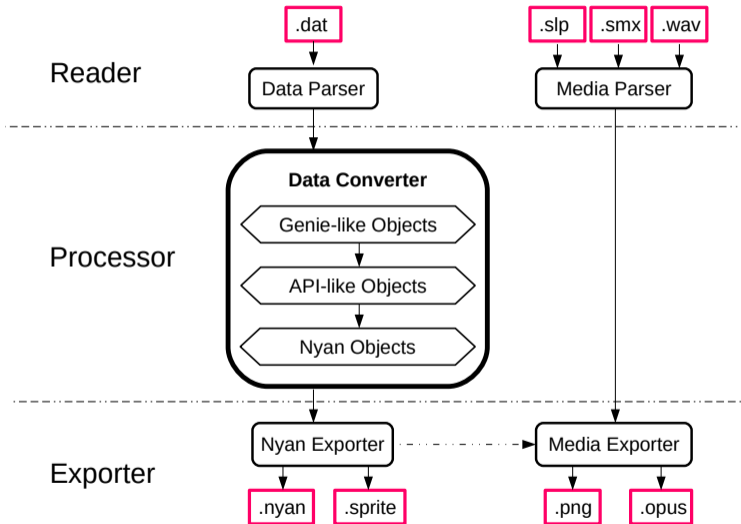 .dat
.slp
.smx
.wav
Reader
Data Parser
Media Parser
Data Converter
Genie-like Objects
Processor
API-like Objects
Nyan Objects
Nyan Exporter
Media Exporter
Exporter
.nyan
.sprite
.png
.opus